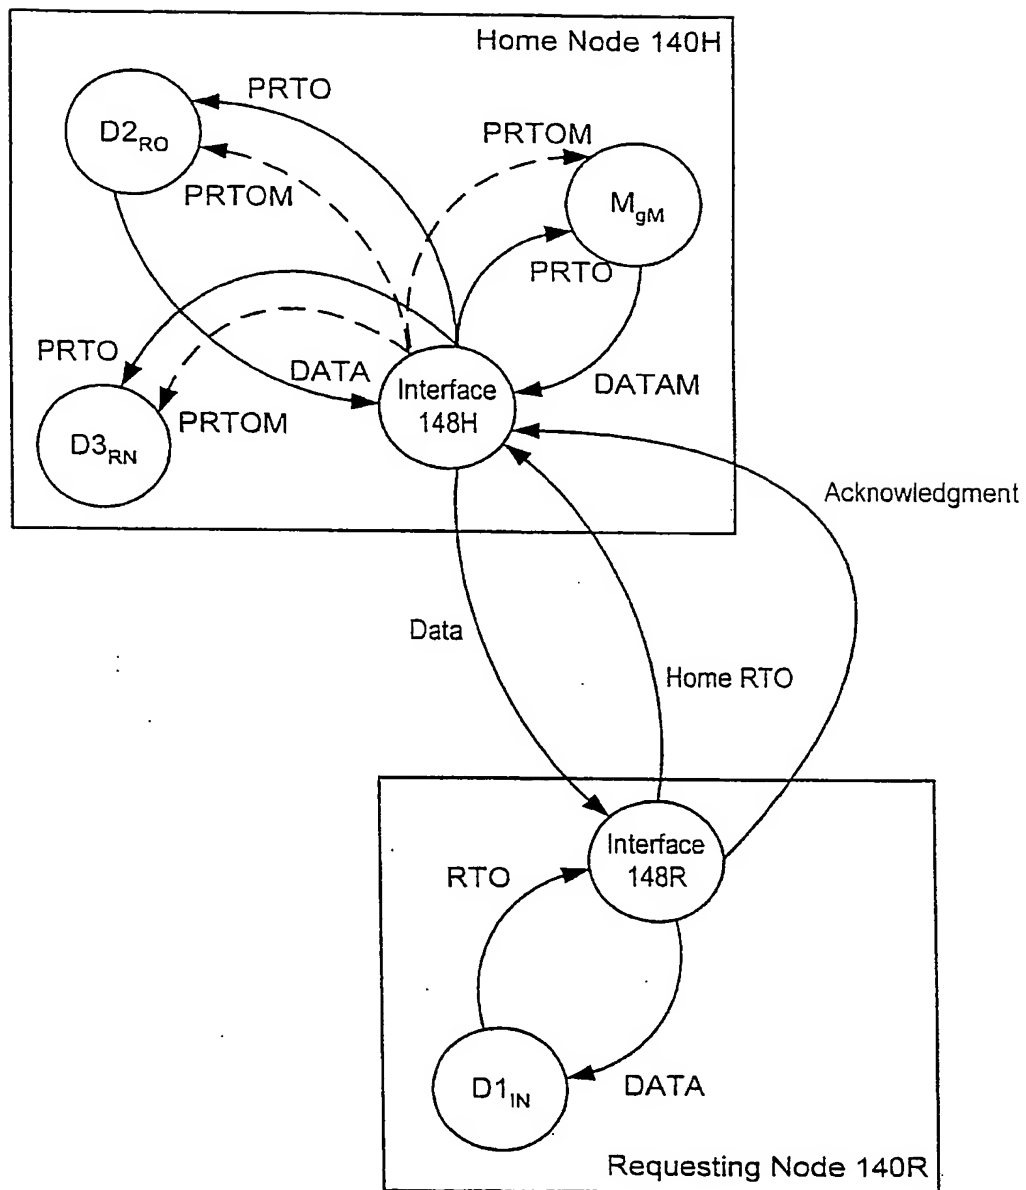 Home Node 140H
PRTO
D2RO
PRTOM
PRTOM
MgM
PRTO
PRTO
DATA
Interface
148H
DATAM
PRTOM
D3RN
Acknowledgment
Data
Home RTO
Interface
148R
RTO
D1IN
DATA
Requesting Node 140R